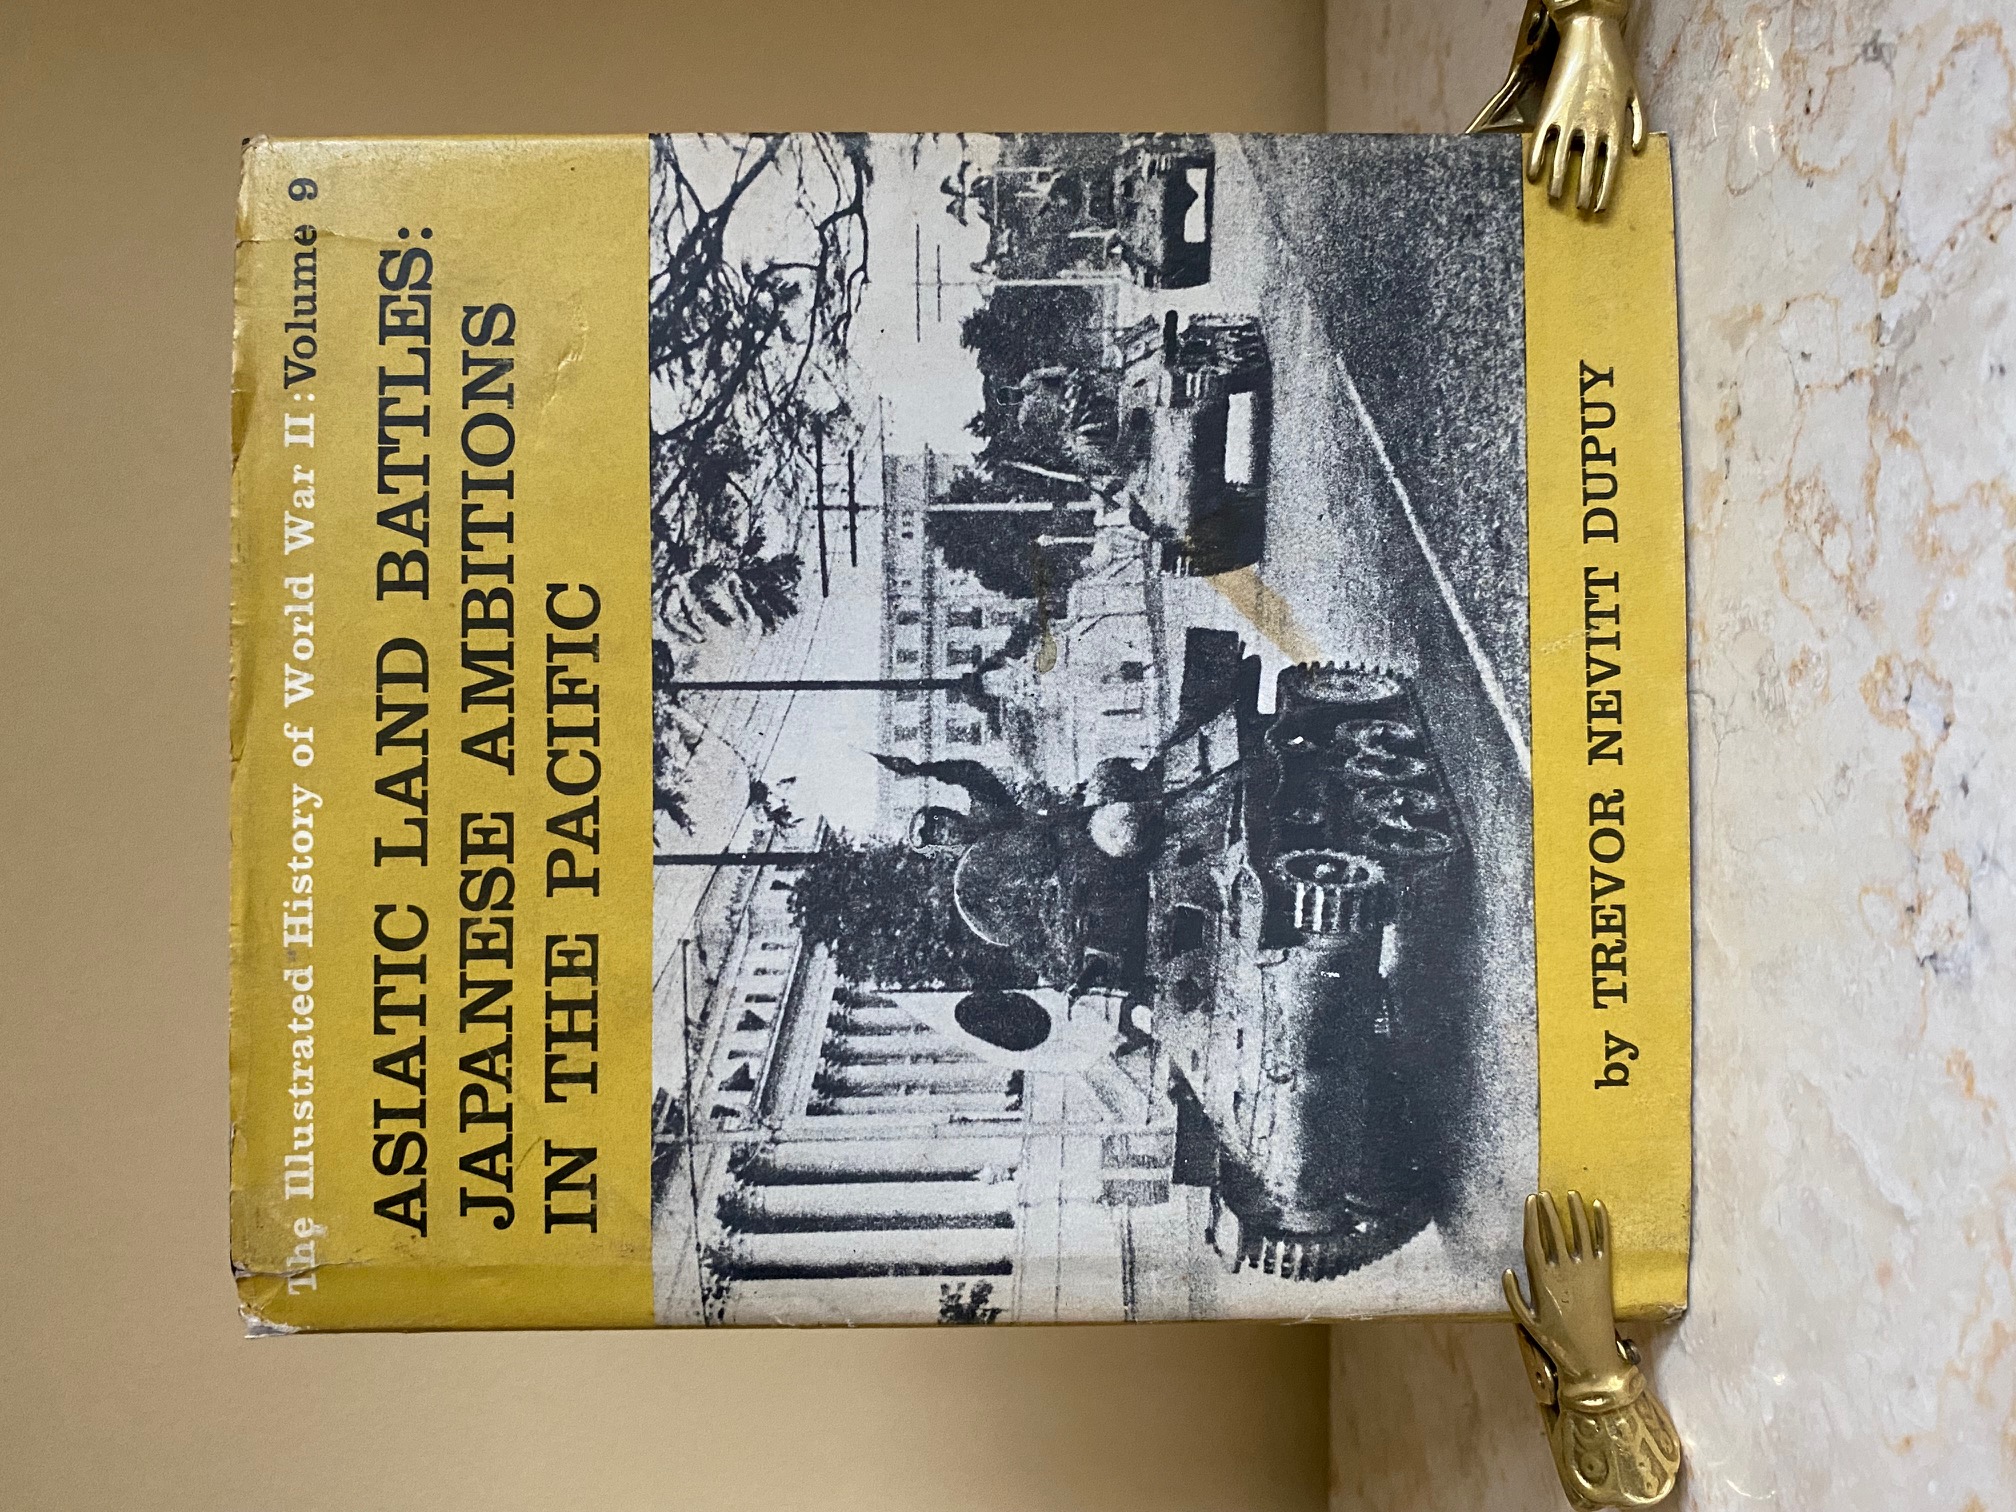 The Illustrated History of World War II: Volume 9
ASIATIC LAND BATTLES:
JAPANESE AMBITIONS
IN THE PACIFIC
by TREVOR NEVITT DUPUY